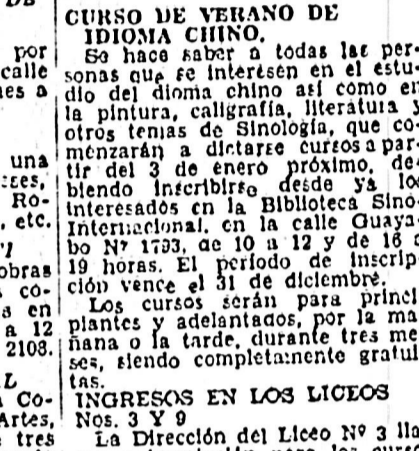 DE
por
calle
nes a
una
Ro-
, etc.
obras
co-
s en
a 12
2108.
L
Co-
Artes,
tres
CURSO DE VERANO DE
IDIOMA CHINO.
Se hace saber a todas las per-
sonas que se interesen en el estu-
dio del dioma chino así como en
la pintura, caligrafía, literatura y
otros temas de Sinología, que co-
menzarán a dictarse cursos a par-
tir del 3 de enero próximo, de-
biendo inscribirse desde ya los
interesados en la Biblioteca Sino-
Internacional, en la calle Guaya-
bo Nº 1793, de 10 a 12 y de 16 a
19 horas. El período de inscrip-
ción vence el 31 de diciembre.
Los cursos serán para princi
piantes y adelantados, por la ma
ñana o la tarde, durante tres me
ses, siendo completamente gratui
tas.
INGRESOS EN LOS LICEOS
Nos. 3 Y 9
La Dirección del Liceo Nº 3 lla